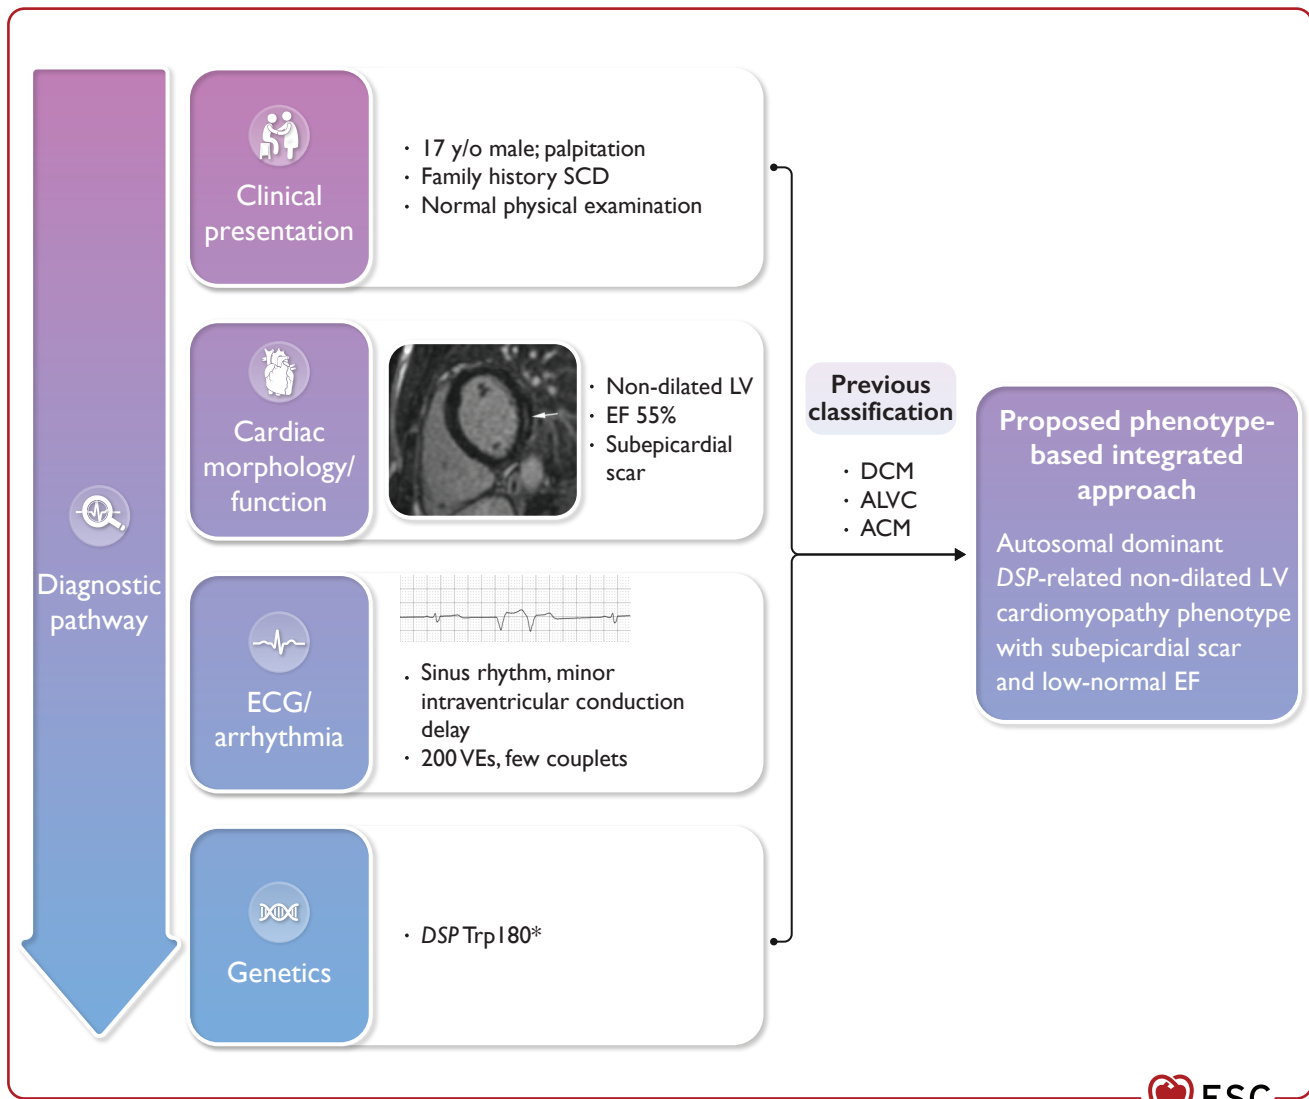 Diagnostic
pathway
Clinical
presentation
· 17 y/o male; palpitation
· Family history SCD
· Normal physical examination
Cardiac
morphology/
function
· Non-dilated LV
· EF 55%
· Subepicardial
scar
ECG/
arrhythmia
· Sinus rhythm, minor
intraventricular conduction
delay
· 200 VEs, few couplets
Genetics
· DSP Trp180*
Previous
classification
· DCM
· ALVC
· ACM
Proposed phenotype-
based integrated
approach
Autosomal dominant
DSP-related non-dilated LV
cardiomyopathy phenotype
with subepicardial scar
and low-normal EF
ESC